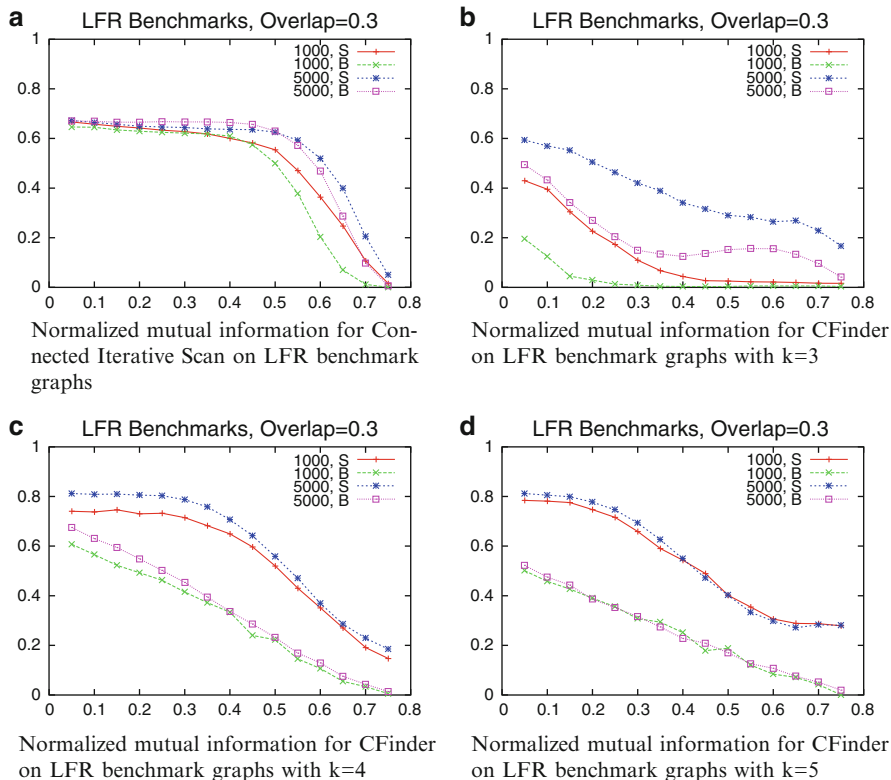 a
LFR Benchmarks, Overlap=0.3
1000, S
1000, B
5000, S
5000, B
1
0.8
0.6
0.4
0.2
0
0 0.1 0.2 0.3 0.4 0.5 0.6 0.7 0.8
Normalized mutual information for Con-
nected Iterative Scan on LFR benchmark
graphs
b
LFR Benchmarks, Overlap=0.3
1000, S
1000, B
5000, S
5000, B
1
0.8
0.6
0.4
0.2
0
0 0.1 0.2 0.3 0.4 0.5 0.6 0.7 0.8
Normalized mutual information for CFinder
on LFR benchmark graphs with k=3
c
LFR Benchmarks, Overlap=0.3
1000, S
1000, B
5000, S
5000, B
1
0.8
0.6
0.4
0.2
0
0 0.1 0.2 0.3 0.4 0.5 0.6 0.7 0.8
Normalized mutual information for CFinder
on LFR benchmark graphs with k=4
d
LFR Benchmarks, Overlap=0.3
1000, S
1000, B
5000, S
5000, B
1
0.8
0.6
0.4
0.2
0
0 0.1 0.2 0.3 0.4 0.5 0.6 0.7 0.8
Normalized mutual information for CFinder
on LFR benchmark graphs with k=5